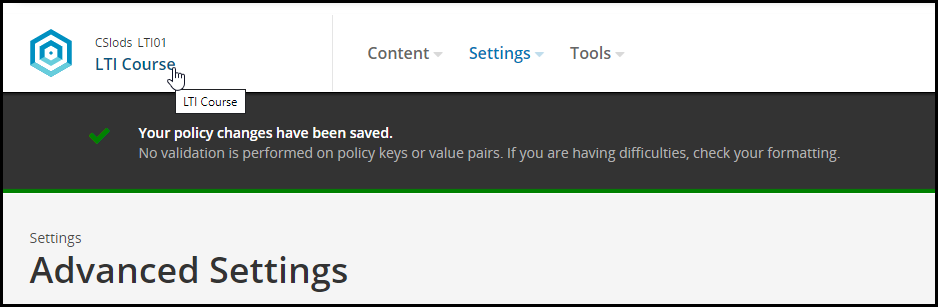 CSIods LTI01
LTI Course
Content Settings Tools
LTI Course
Your policy changes have been saved.
No validation is performed on policy keys or value pairs. If you are having difficulties, check your formatting.
Settings
Advanced Settings